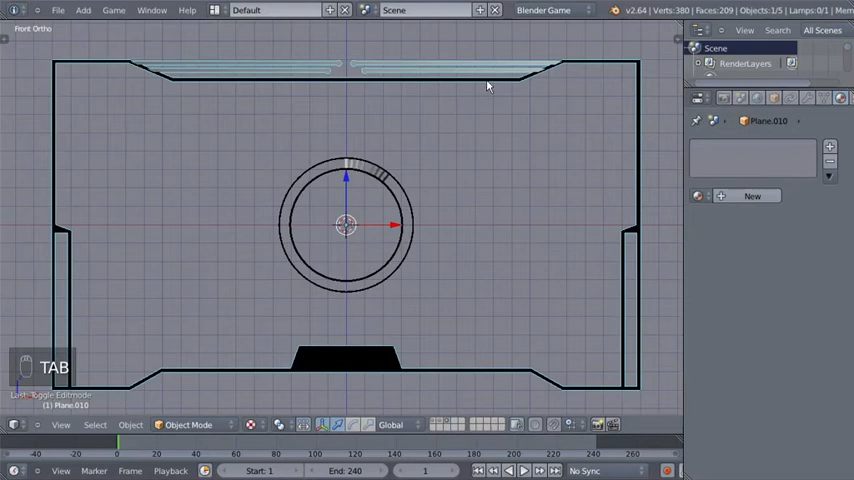 File Add Game Window Help Default Scene Blender Game v2.64 | Verts:380 | Faces:209 | Objects:1/5 | Lamps:0/1 | Mem
Front Ortho
View Search All Scenes
Scene
RenderLayers
Plane.010
New
TAB
Last: Toggle Editmode
(1) Plane.010
View Select Object Object Mode Global
-40 -20 0 20 40 60 80 100 120 140 160 180 200 220 240 260
View Marker Frame Playback Start: 1 End: 240 1 No Sync